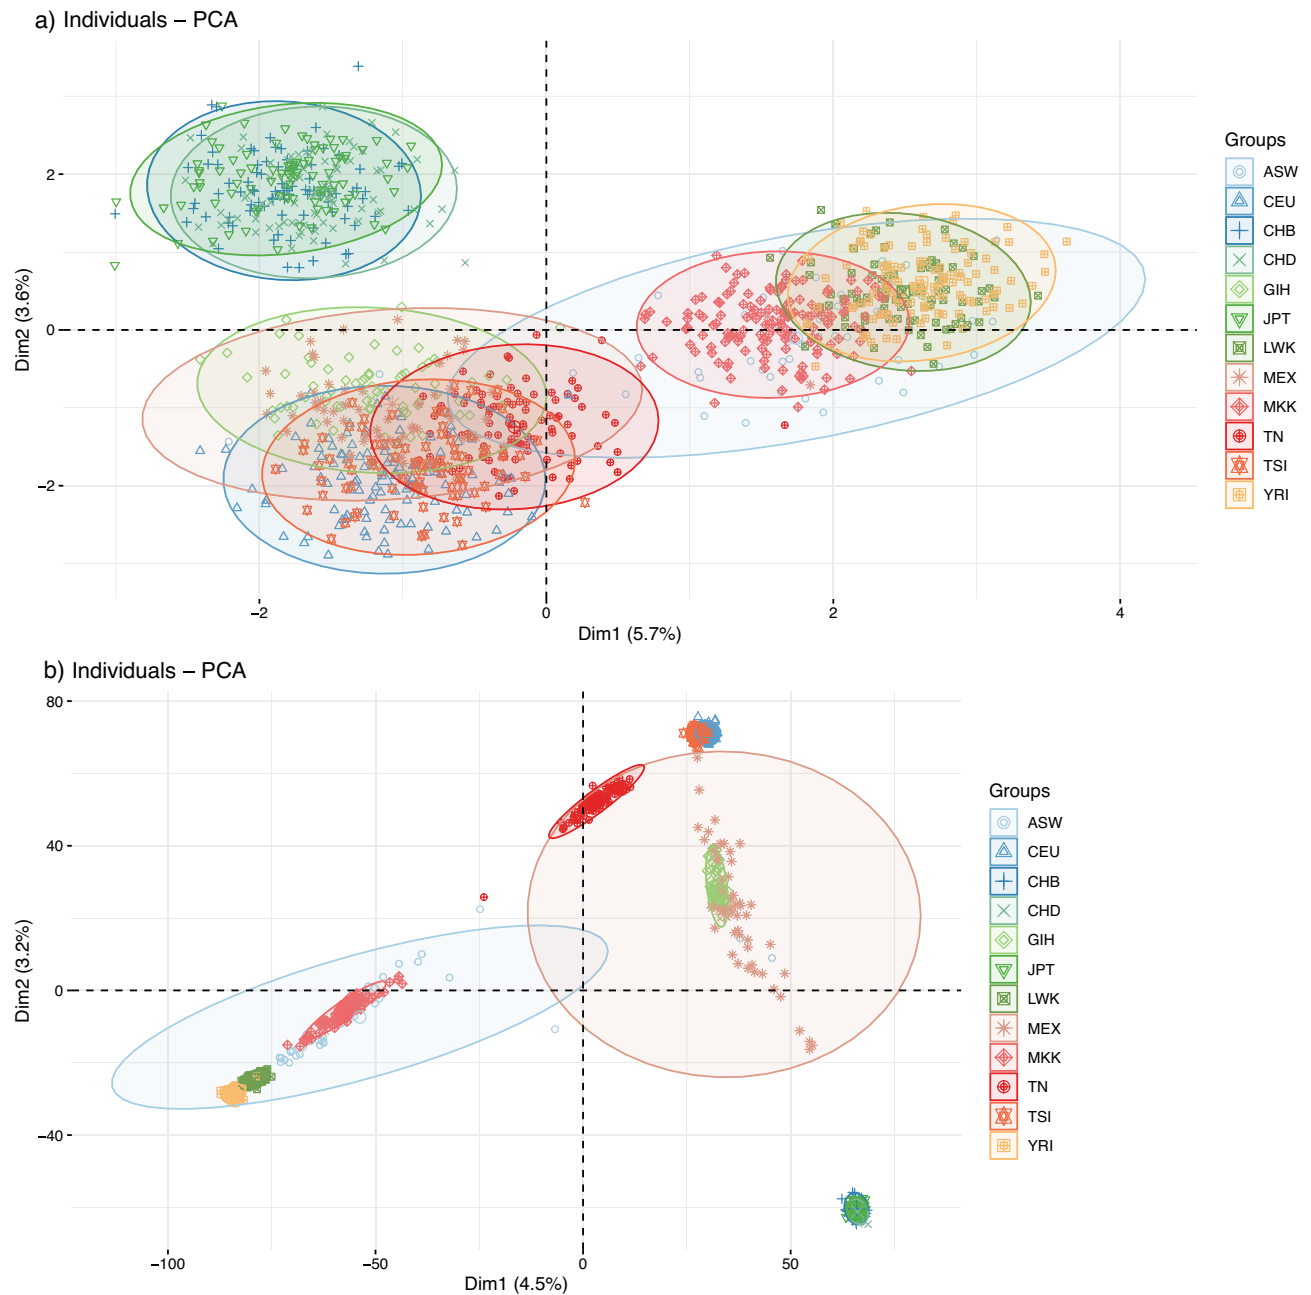 a) Individuals – PCA
2
0
−2
Dim2 (3.6%)
−2
0
2
4
Dim1 (5.7%)
Groups
ASW
CEU
CHB
CHD
GIH
JPT
LWK
MEX
MKK
TN
TSI
YRI
b) Individuals – PCA
80
40
0
−40
Dim2 (3.2%)
−100
−50
0
50
Dim1 (4.5%)
Groups
ASW
CEU
CHB
CHD
GIH
JPT
LWK
MEX
MKK
TN
TSI
YRI